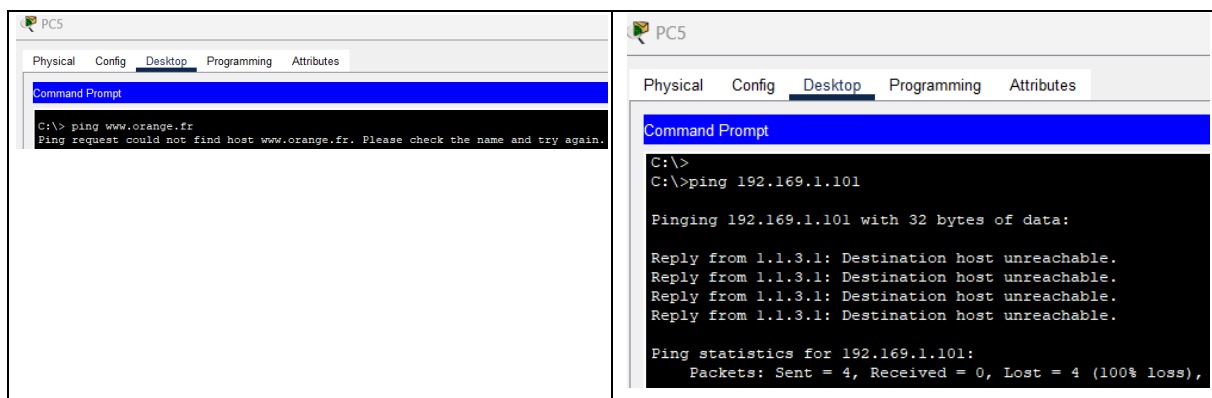 PC5
Physical Config Desktop Programming Attributes
Command Prompt
C:\> ping www.orange.fr
Ping request could not find host www.orange.fr. Please check the name and try again.
PC5
Physical Config Desktop Programming Attributes
Command Prompt
C:\>
C:\>ping 192.169.1.101
Pinging 192.169.1.101 with 32 bytes of data:
Reply from 1.1.3.1: Destination host unreachable.
Reply from 1.1.3.1: Destination host unreachable.
Reply from 1.1.3.1: Destination host unreachable.
Reply from 1.1.3.1: Destination host unreachable.
Ping statistics for 192.169.1.101:
Packets: Sent = 4, Received = 0, Lost = 4 (100% loss),